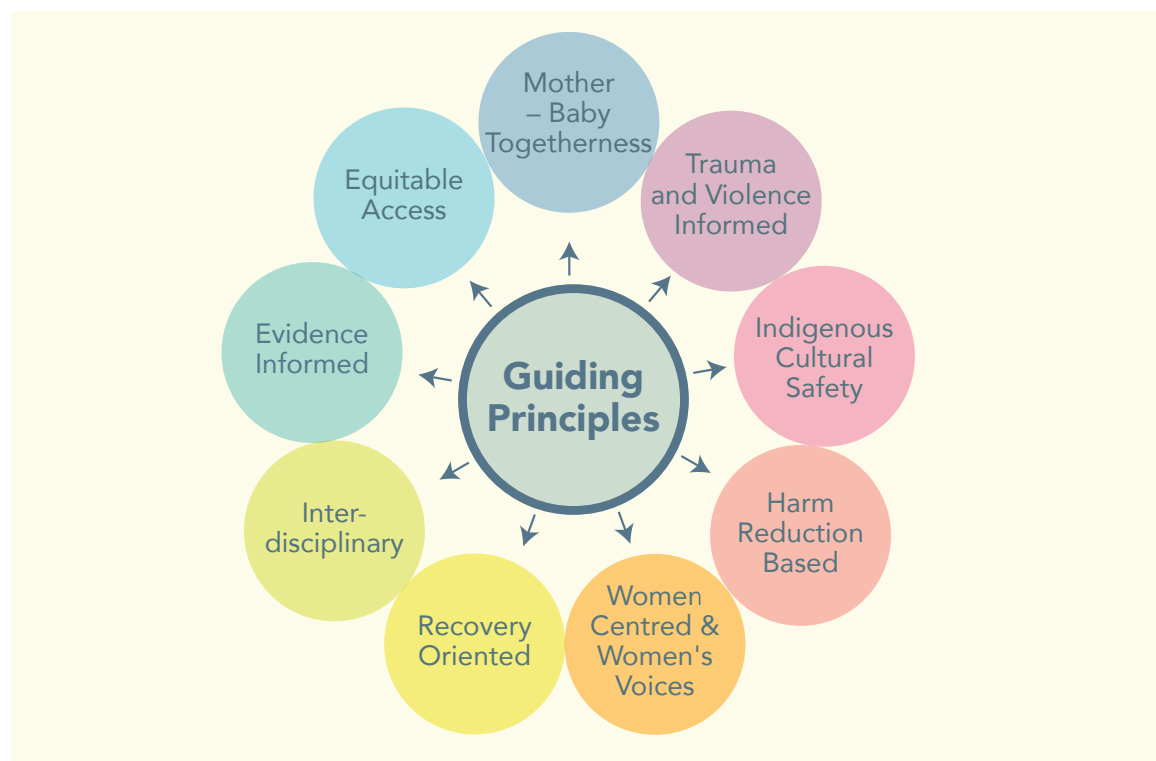 Mother
– Baby
Togetherness
Trauma
and Violence
Informed
Indigenous
Cultural
Safety
Harm
Reduction
Based
Women
Centred &
Women's
Voices
Recovery
Oriented
Inter-
disciplinary
Evidence
Informed
Equitable
Access
Guiding
Principles